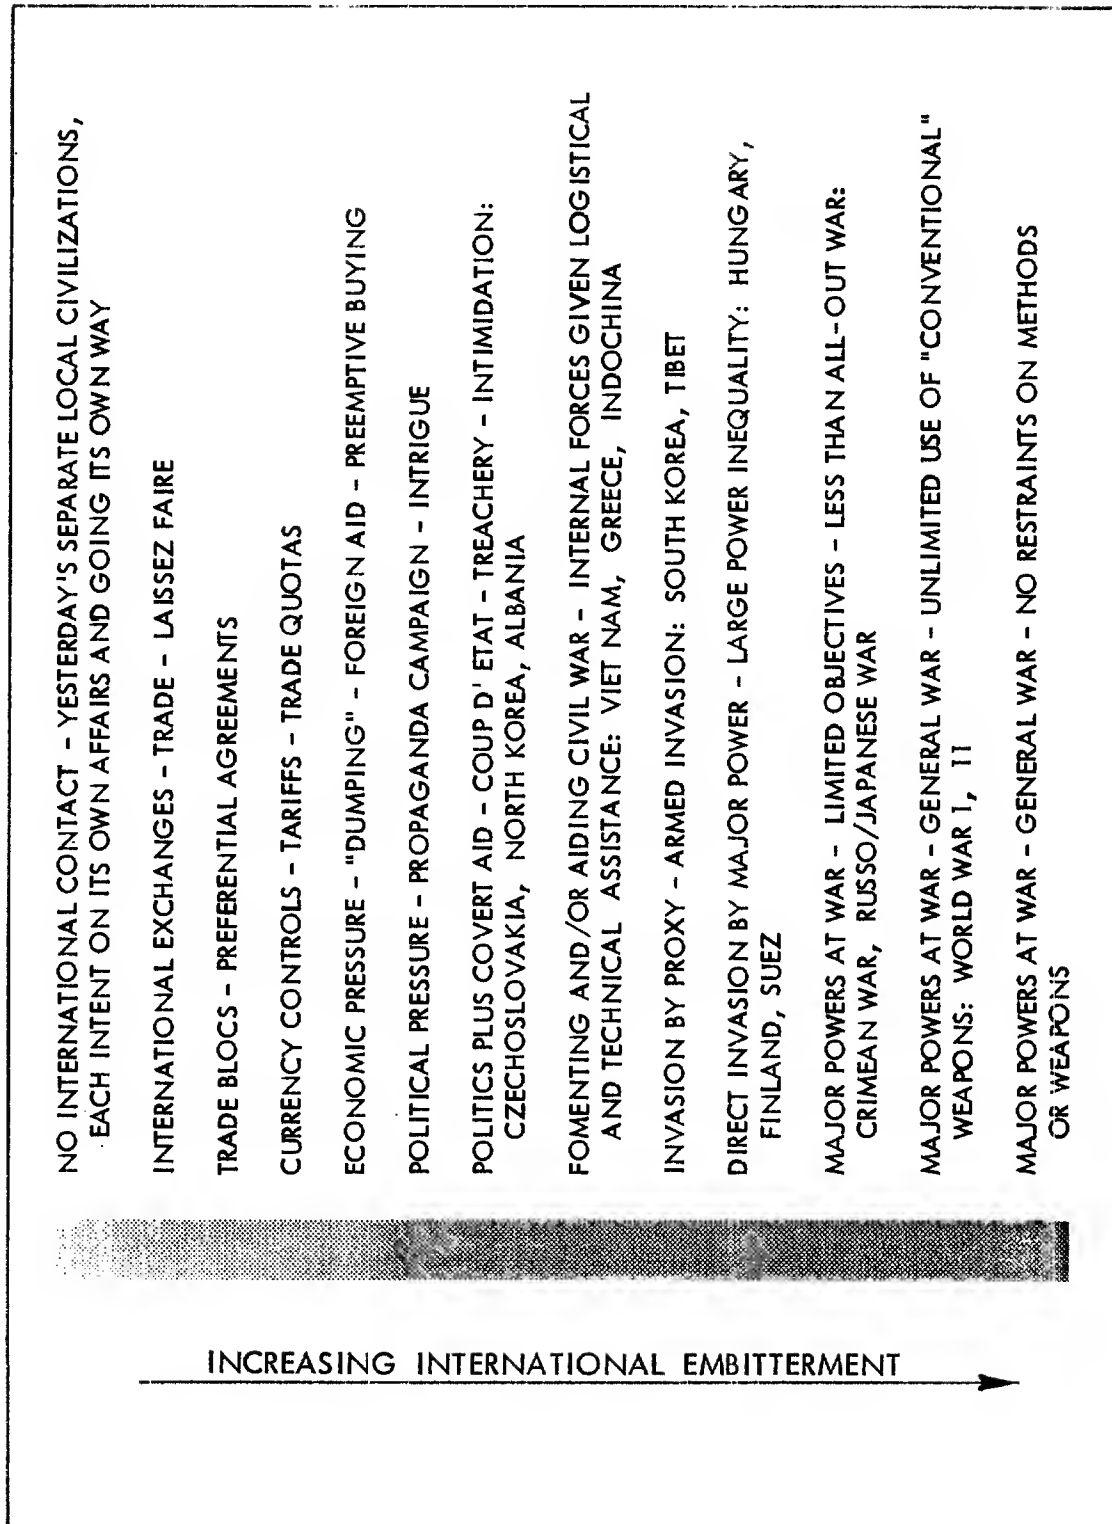 NO INTERNATIONAL CONTACT - YESTERDAY'S SEPARATE LOCAL CIVILIZATIONS,
EACH INTENT ON ITS OWN AFFAIRS AND GOING ITS OWN WAY
INTERNATIONAL EXCHANGES - TRADE - LAISSEZ FAIRE
TRADE BLOCS - PREFERENTIAL AGREEMENTS
CURRENCY CONTROLS - TARIFFS - TRADE QUOTAS
ECONOMIC PRESSURE - "DUMPING" - FOREIGN AID - PREEMPTIVE BUYING
POLITICAL PRESSURE - PROPAGANDA CAMPAIGN - INTRIGUE
POLITICS PLUS COVERT AID - COUP D' ETAT - TREACHERY - INTIMIDATION:
CZECHOSLOVAKIA, NORTH KOREA, ALBANIA
FOMENTING AND/OR AIDING CIVIL WAR - INTERNAL FORCES GIVEN LOGISTICAL
AND TECHNICAL ASSISTANCE: VIET NAM, GREECE, INDOCHINA
INVASION BY PROXY - ARMED INVASION: SOUTH KOREA, TIBET
DIRECT INVASION BY MAJOR POWER - LARGE POWER INEQUALITY: HUNGARY,
FINLAND, SUEZ
MAJOR POWERS AT WAR - LIMITED OBJECTIVES - LESS THAN ALL-OUT WAR:
CRIMEAN WAR, RUSSO/JAPANESE WAR
MAJOR POWERS AT WAR - GENERAL WAR - UNLIMITED USE OF "CONVENTIONAL"
WEAPONS: WORLD WAR I, II
MAJOR POWERS AT WAR - GENERAL WAR - NO RESTRAINTS ON METHODS
OR WEAPONS
INCREASING INTERNATIONAL EMBITTERMENT